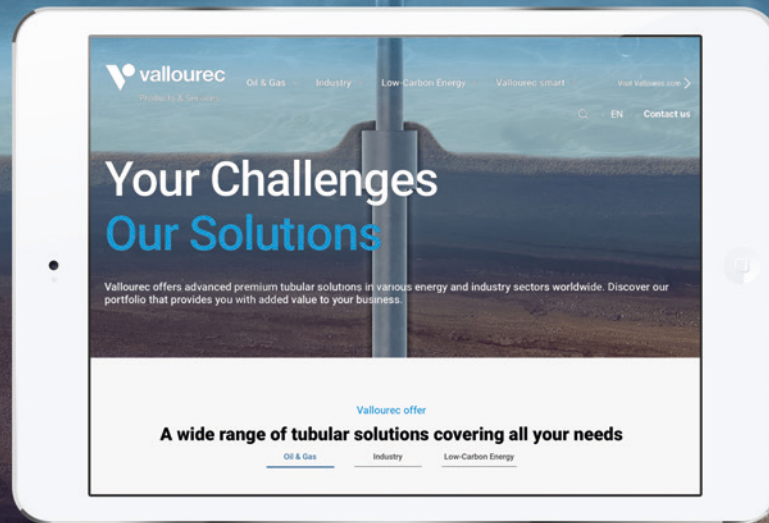 vallourec
Products & Services
Oil & Gas
Industry
Low-Carbon Energy
Vallourec smart
Visit Vallourec.com
EN
Contact us
Your Challenges
Our Solutions
Vallourec offers advanced premium tubular solutions in various energy and industry sectors worldwide. Discover our
portfolio that provides you with added value to your business.
Vallourec offer
A wide range of tubular solutions covering all your needs
Oil & Gas
Industry
Low-Carbon Energy